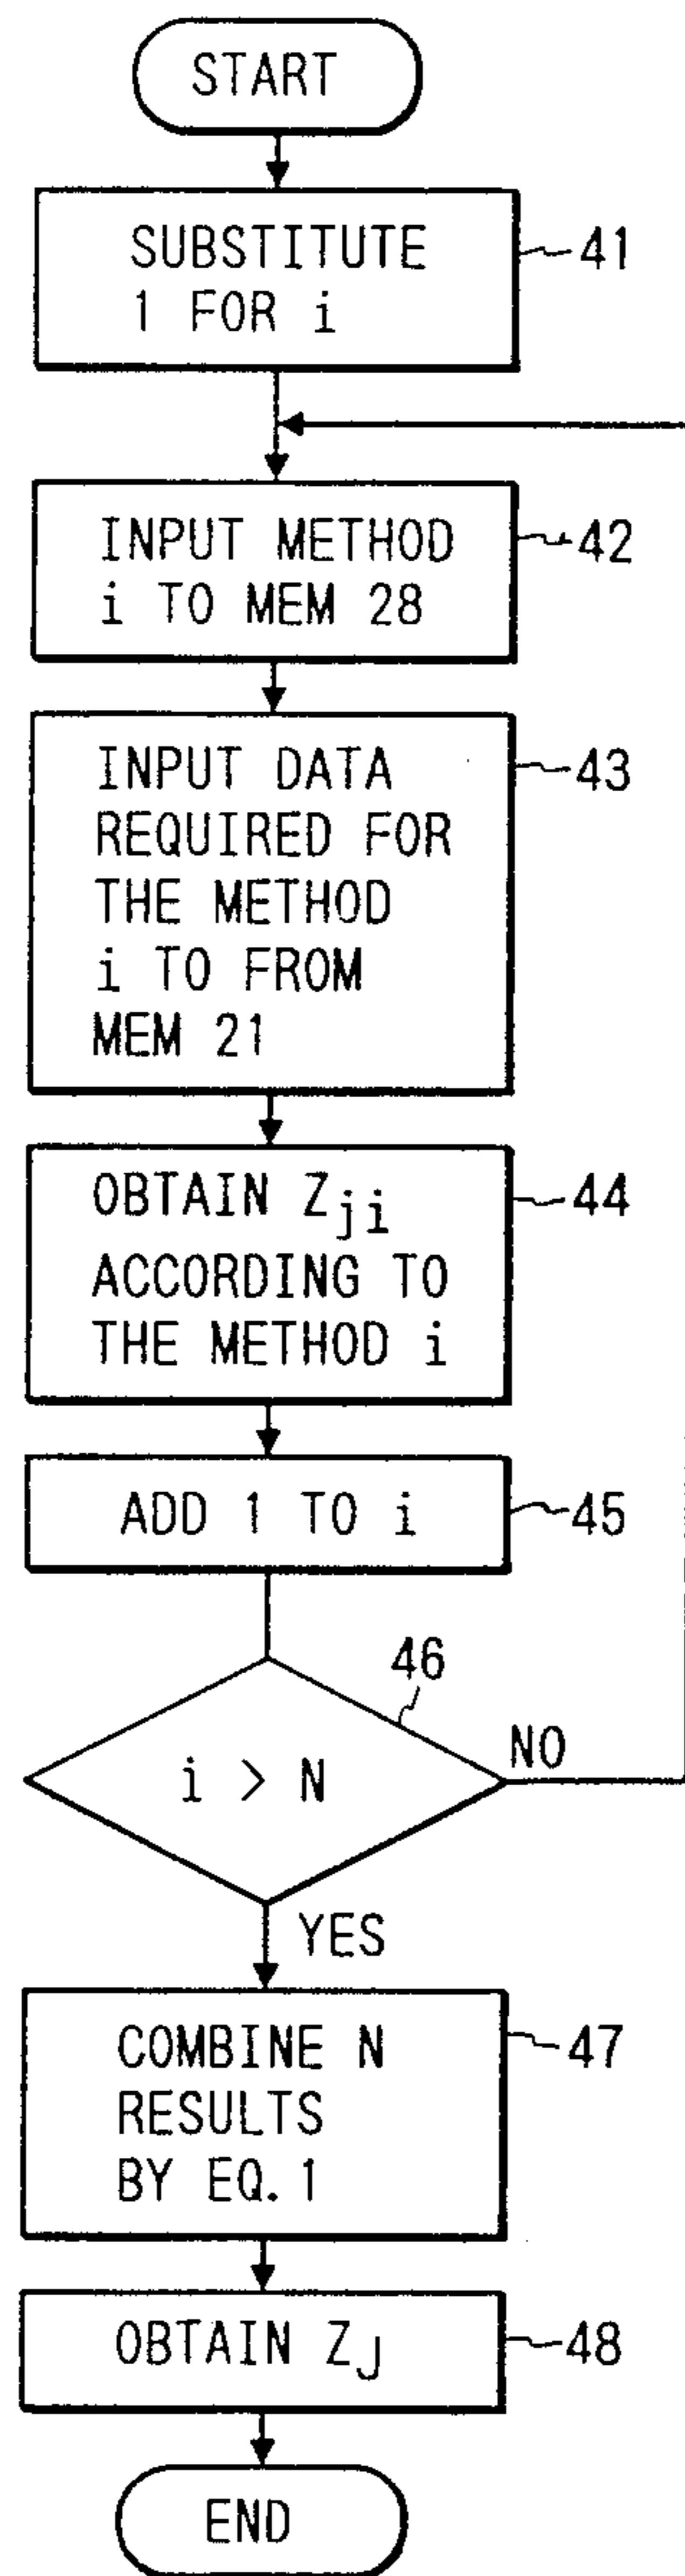 START
SUBSTITUTE
1 FOR i
41
INPUT METHOD
i TO MEM 28
42
INPUT DATA
REQUIRED FOR
THE METHOD
i TO FROM
MEM 21
43
OBTAIN Zji
ACCORDING TO
THE METHOD i
44
ADD 1 TO i
45
46
i > N
NO
YES
COMBINE N
RESULTS
BY EQ.1
47
OBTAIN ZJ
48
END